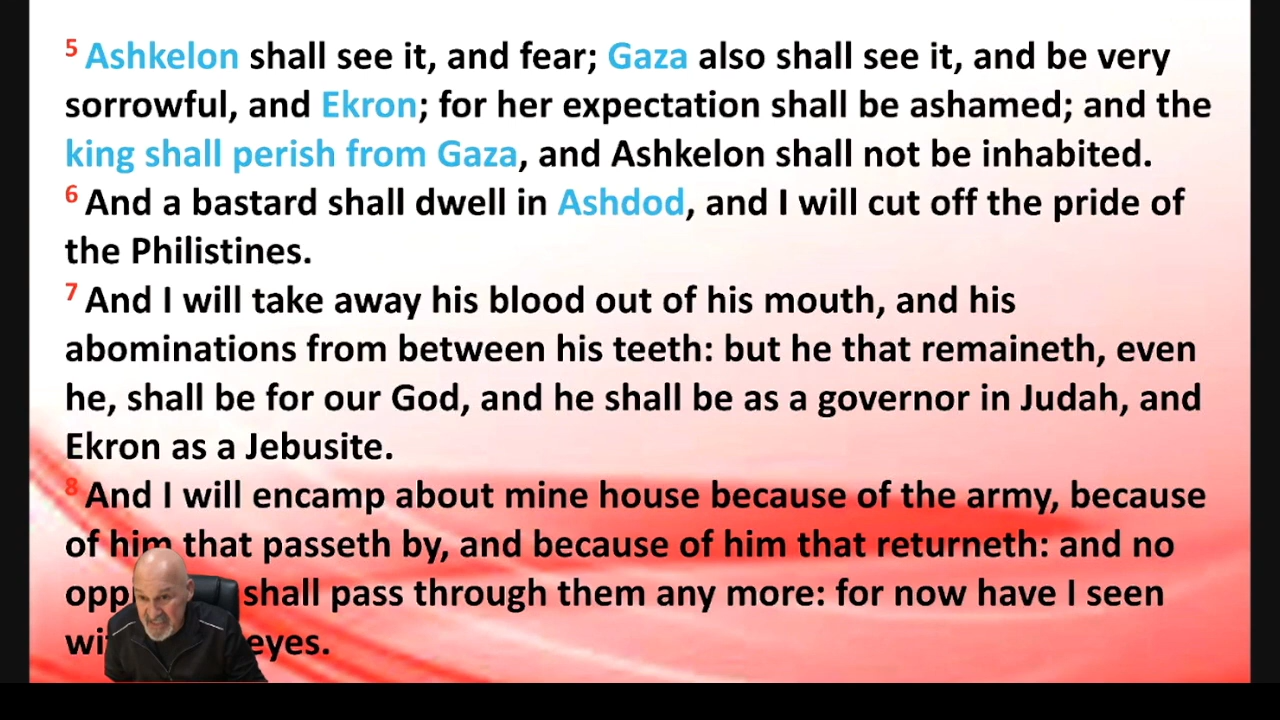 5 Ashkelon shall see it, and fear; Gaza also shall see it, and be very
sorrowful, and Ekron; for her expectation shall be ashamed; and the
king shall perish from Gaza, and Ashkelon shall not be inhabited.
6 And a bastard shall dwell in Ashdod, and I will cut off the pride of
the Philistines.
7 And I will take away his blood out of his mouth, and his
abominations from between his teeth: but he that remaineth, even
he, shall be for our God, and he shall be as a governor in Judah, and
Ekron as a Jebusite.
8 And I will encamp about mine house because of the army, because
of him that passeth by, and because of him that returneth: and no
shall pass through them any more: for now have I seen
eyes.